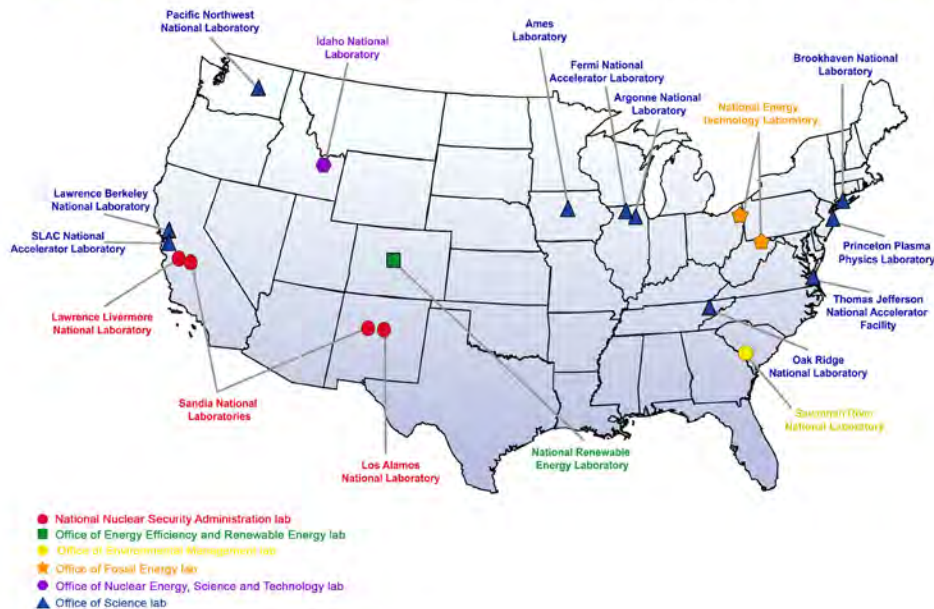 Pacific Northwest
National Laboratory
Idaho National
Laboratory
Ames
Laboratory
Fermi National
Accelerator Laboratory
Argonne National
Laboratory
Brookhaven National
Laboratory
National Energy
Technology Laboratory
Lawrence Berkeley
National Laboratory
SLAC National
Accelerator Laboratory
Lawrence Livermore
National Laboratory
Sandia National
Laboratories
Los Alamos
National Laboratory
National Renewable
Energy Laboratory
Princeton Plasma
Physics Laboratory
Thomas Jefferson
National Accelerator
Facility
Oak Ridge
National Laboratory
Savannah River
National Laboratory
National Nuclear Security Administration lab
Office of Energy Efficiency and Renewable Energy lab
Office of Environmental Management lab
Office of Fossil Energy lab
Office of Nuclear Energy, Science and Technology lab
Office of Science lab